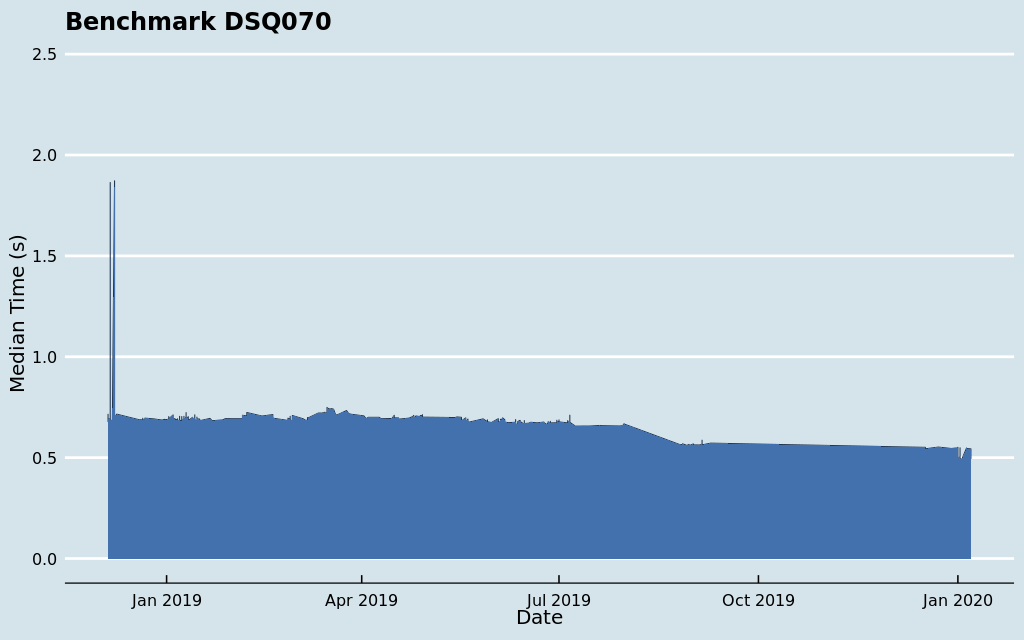 Benchmark DSQ070
2.5
2.0
1.5
1.0
0.5
0.0
Median Time (s)
Jan 2019
Apr 2019
Jul 2019
Oct 2019
Jan 2020
Date